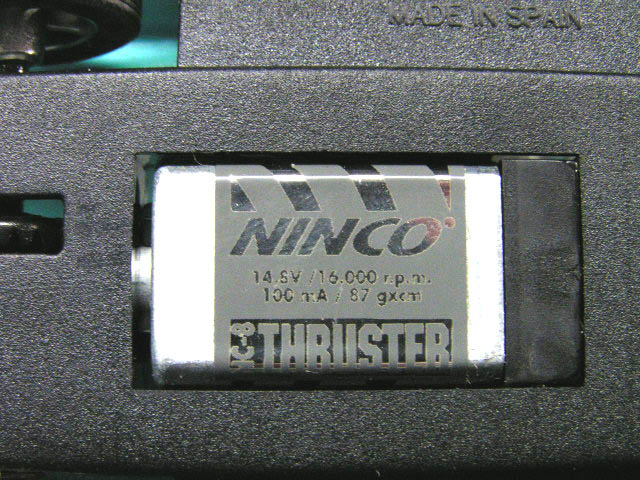 MADE IN SPAIN
NINCO
14.8V /16.000 r.p.m.
100 mA / 87 gxcm
NC-8 THRUSTER